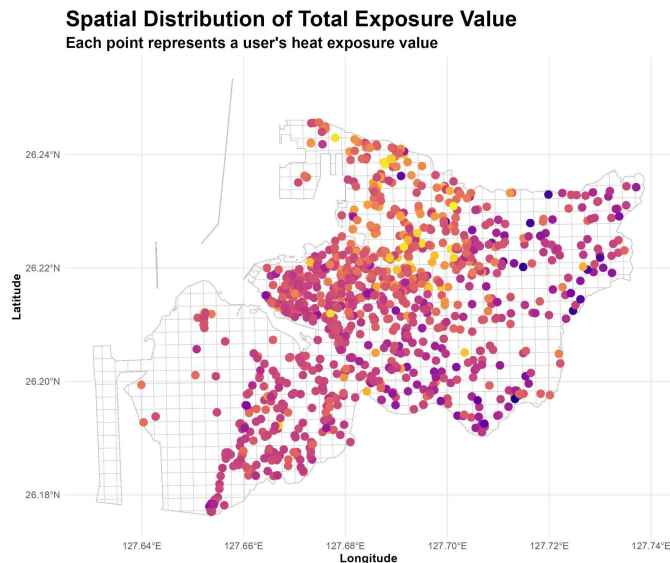 Spatial Distribution of Total Exposure Value
Each point represents a user's heat exposure value
26.24°N
26.22°N
26.20°N
26.18°N
Latitude
127.64°E 127.66°E 127.68°E 127.70°E 127.72°E 127.74°E
Longitude